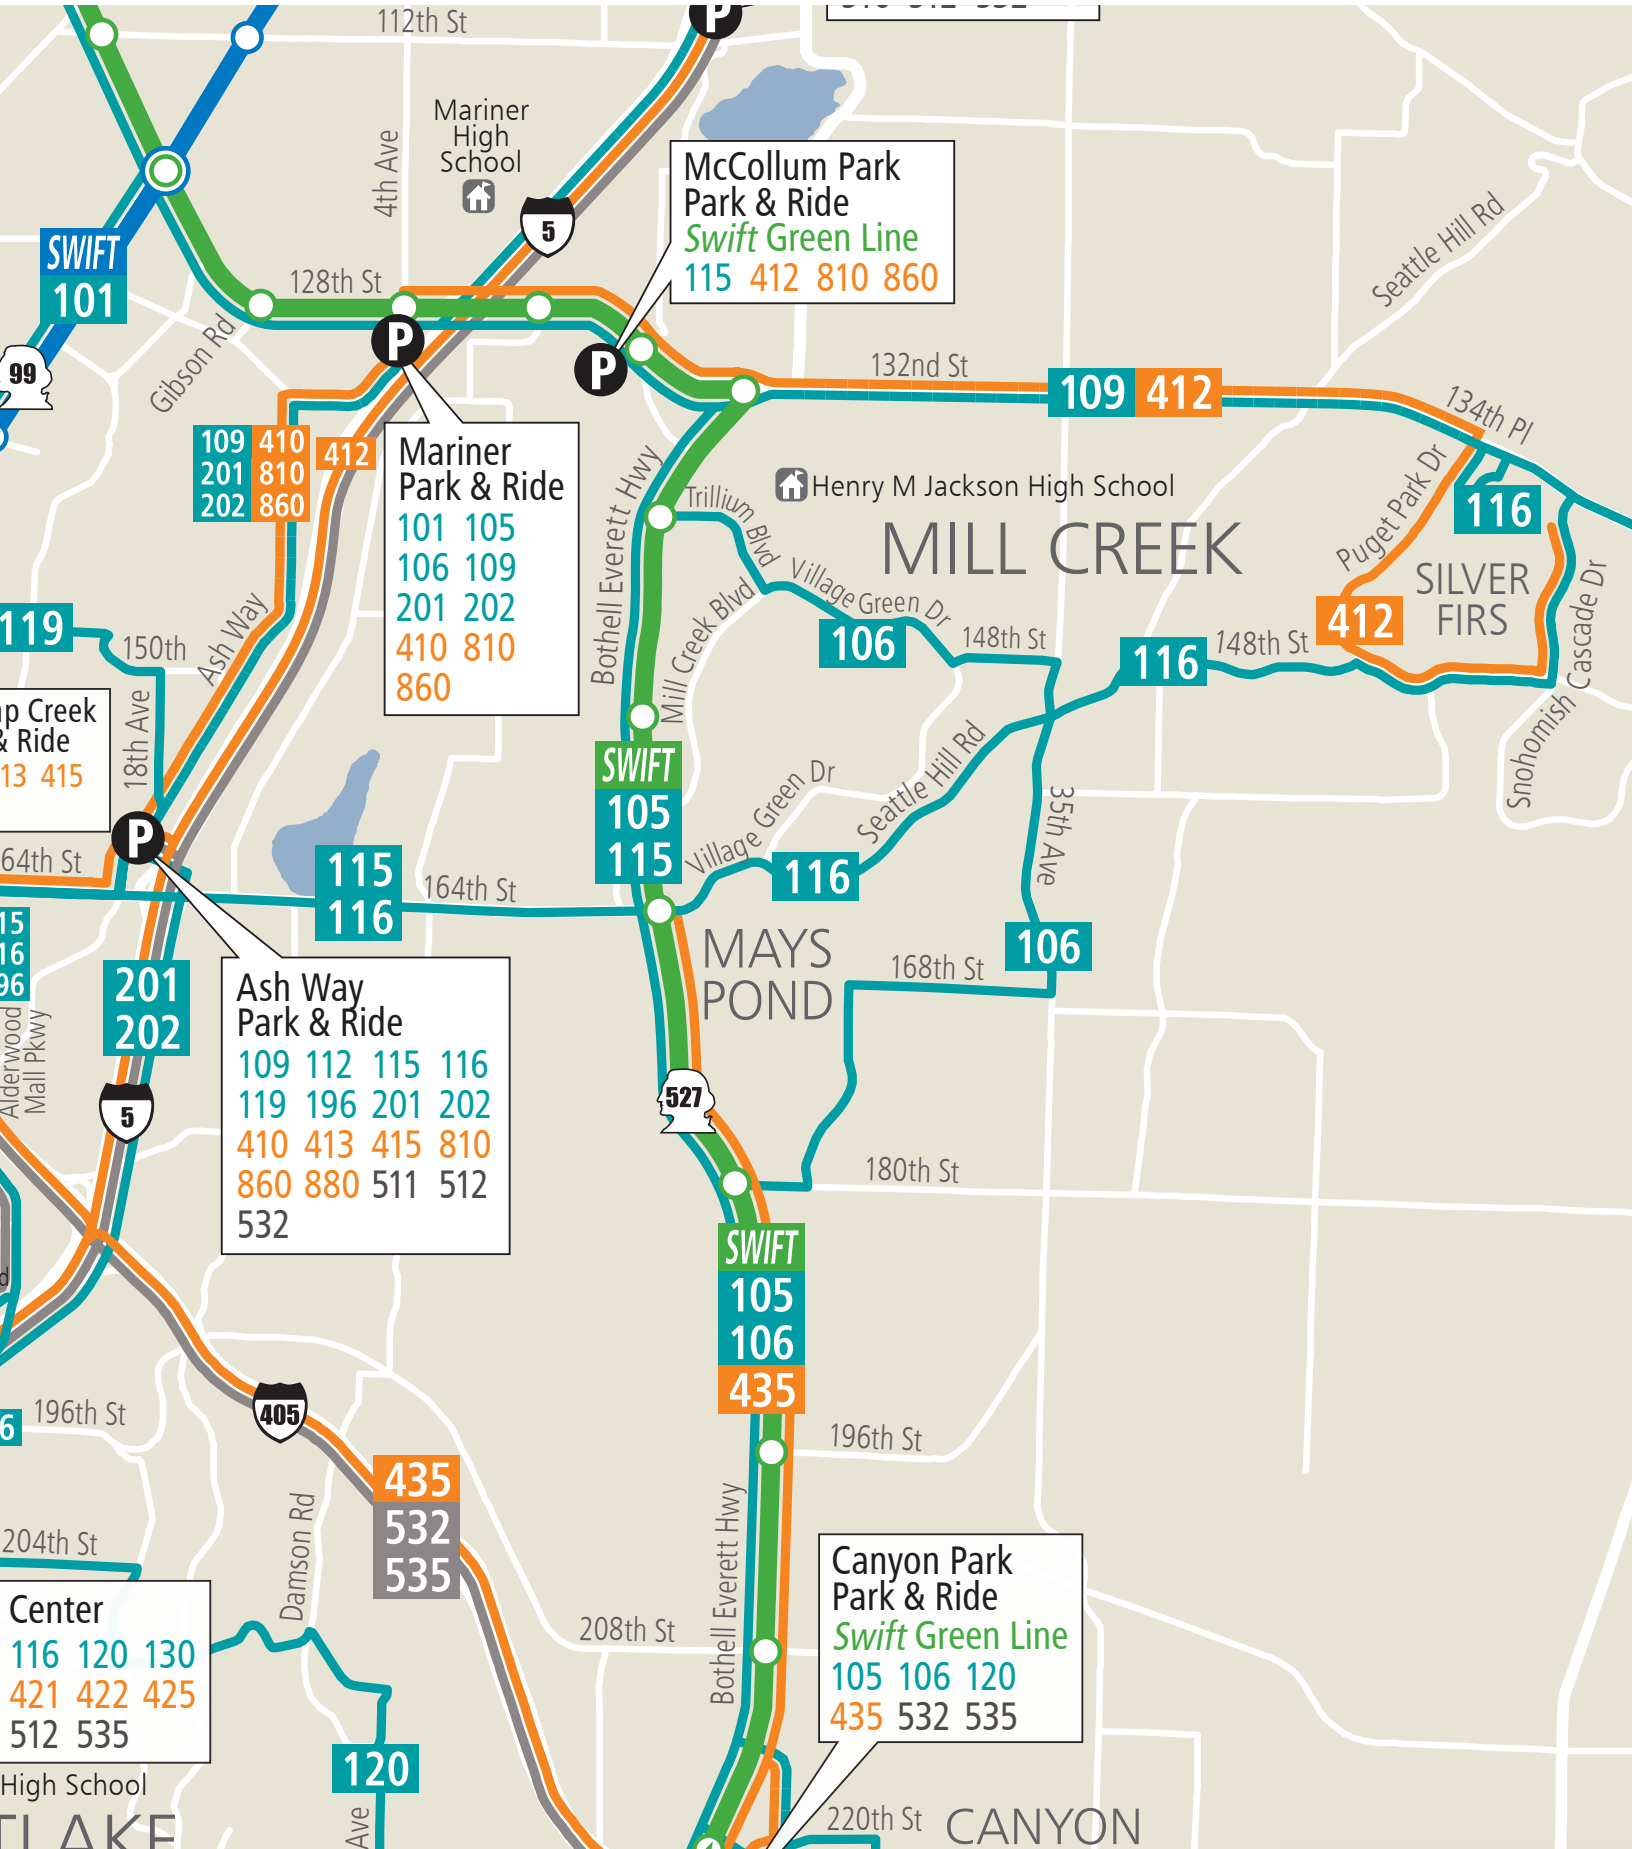 112th St
Mariner
High
School
4th Ave
P
5
McCollum Park
Park & Ride
Swift Green Line
115 412 810 860
Seattle Hill Rd
SWIFT
101
128th St
Gibson Rd
99
P
P
132nd St
109 412
134th Pl
109 410
201 810
202 860
412
Mariner
Park & Ride
101 105
106 109
201 202
410 810
860
Bothell Everett Hwy
Trillium Blvd
Henry M Jackson High School
MILL CREEK
Puget Park Dr
116
SILVER
FIRS
Village Green Dr
Mill Creek Blvd
106
148th St
412
116
148th St
Snohomish Cascade Dr
119
150th
Ash Way
18th Ave
Creek
& Ride
13 415
P
64th St
SWIFT
105
115
Village Green Dr
Seattle Hill Rd
116
35th Ave
115
116
164th St
MAYS
POND
106
168th St
15
16
96
201
202
Alderwood
Mall Pkwy
5
Ash Way
Park & Ride
109 112 115 116
119 196 201 202
410 413 415 810
860 880 511 512
532
527
180th St
SWIFT
105
106
435
405
196th St
6
196th St
435
532
535
Damson Rd
Bothell Everett Hwy
204th St
Center
116 120 130
421 422 425
512 535
High School
208th St
Canyon Park
Park & Ride
Swift Green Line
105 106 120
435 532 535
120
Ave
220th St
CANYON